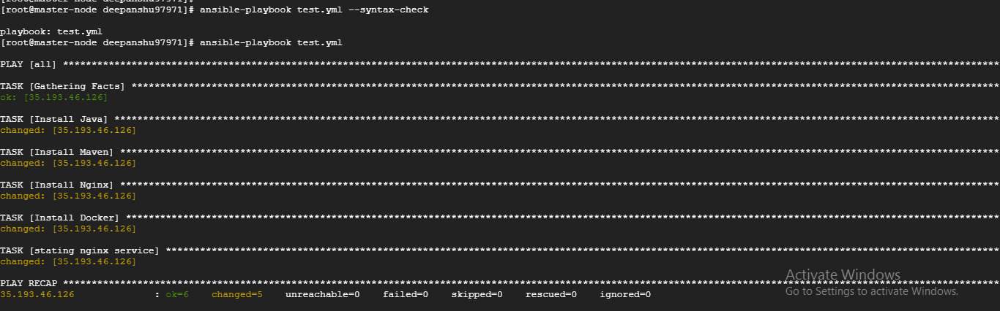 [root@master-node deepanshu97971]#
[root@master-node deepanshu97971]# ansible-playbook test.yml --syntax-check
playbook: test.yml
[root@master-node deepanshu97971]# ansible-playbook test.yml
PLAY [all] ****************************************************************************************************************************************************************
TASK [Gathering Facts] ****************************************************************************************************************************************************
ok: [35.193.46.126]
TASK [Install Java] *******************************************************************************************************************************************************
changed: [35.193.46.126]
TASK [Install Maven] ******************************************************************************************************************************************************
changed: [35.193.46.126]
TASK [Install Nginx] ******************************************************************************************************************************************************
changed: [35.193.46.126]
TASK [Install Docker] *****************************************************************************************************************************************************
changed: [35.193.46.126]
TASK [stating nginx service] **********************************************************************************************************************************************
changed: [35.193.46.126]
PLAY RECAP ****************************************************************************************************************************************************************
35.193.46.126 : ok=6 changed=5 unreachable=0 failed=0 skipped=0 rescued=0 ignored=0
Activate Windows
Go to Settings to activate Windows.